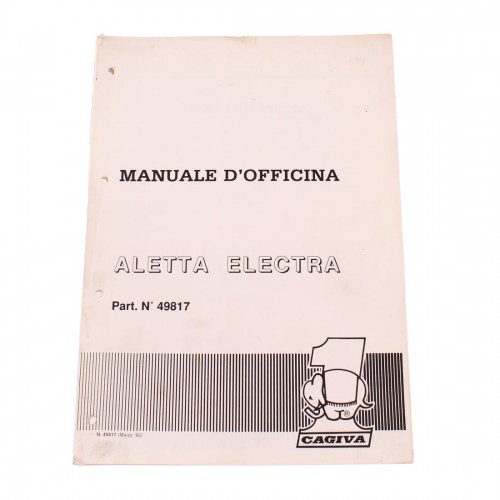 MANUALE D'OFFICINA
ALETTA ELECTRA
Part. N° 49817
1
®
CAGIVA